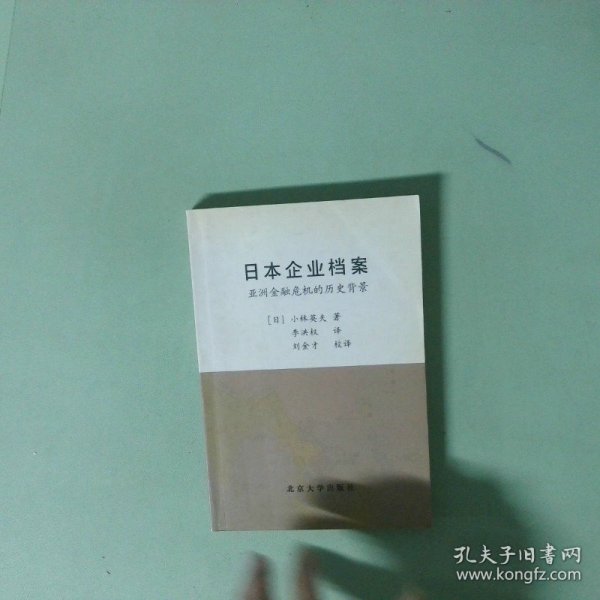 日本企业档案
亚洲金融危机的历史背景
［日］小林英夫 著
李洪权 译
刘金才 校译
北京大学出版社
孔夫子旧书网
www.kongfz.com